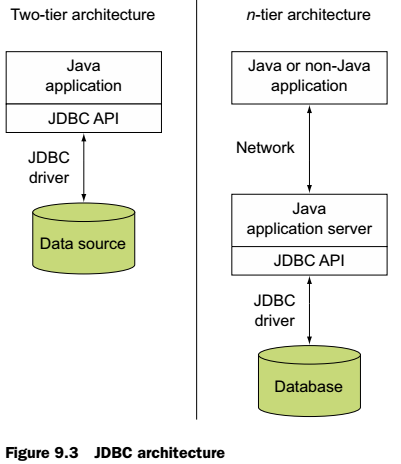 Two-tier architecture
Java
application
JDBC API
JDBC
driver
Data source
n-tier architecture
Java or non-Java
application
Network
Java
application server
JDBC API
JDBC
driver
Database
Figure 9.3 JDBC architecture